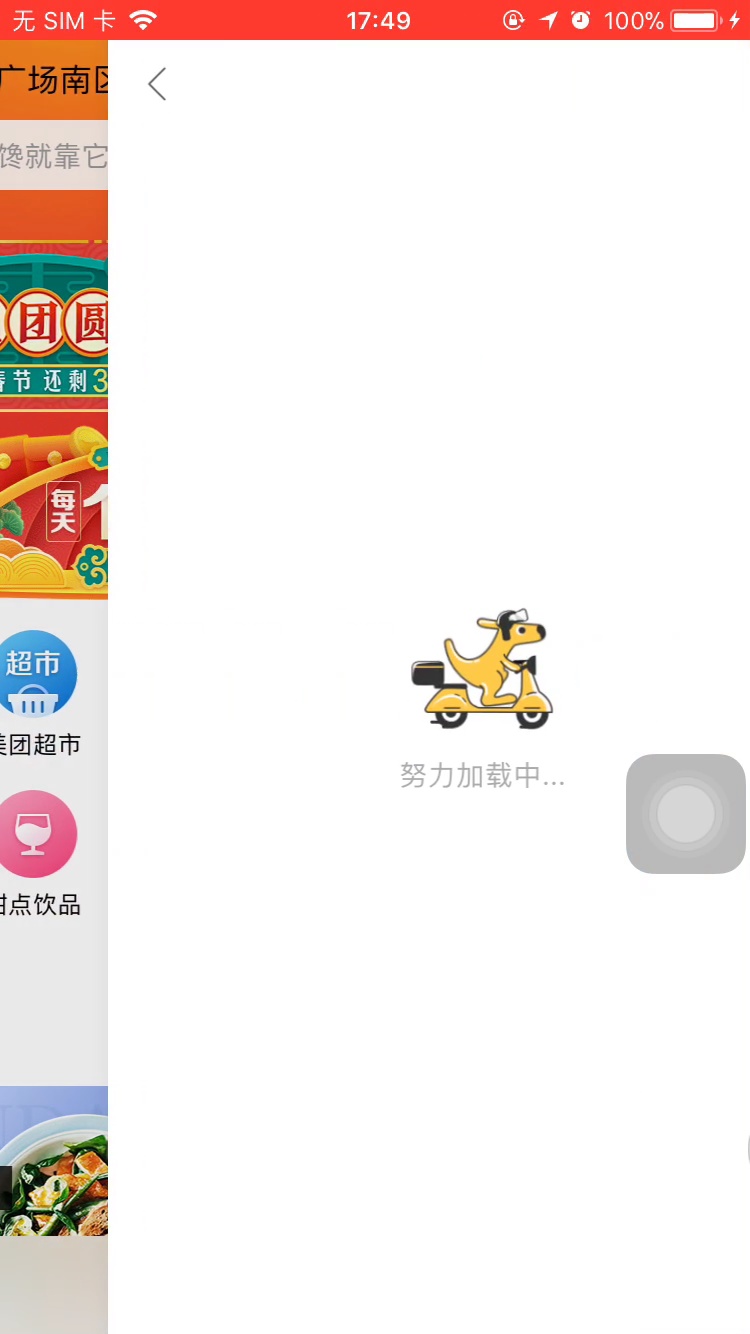 无 SIM 卡
17:49
100%
广场南区
馋就靠它
团圆
春节 还剩3
每天1
超市
美团超市
甜点饮品
努力加载中...